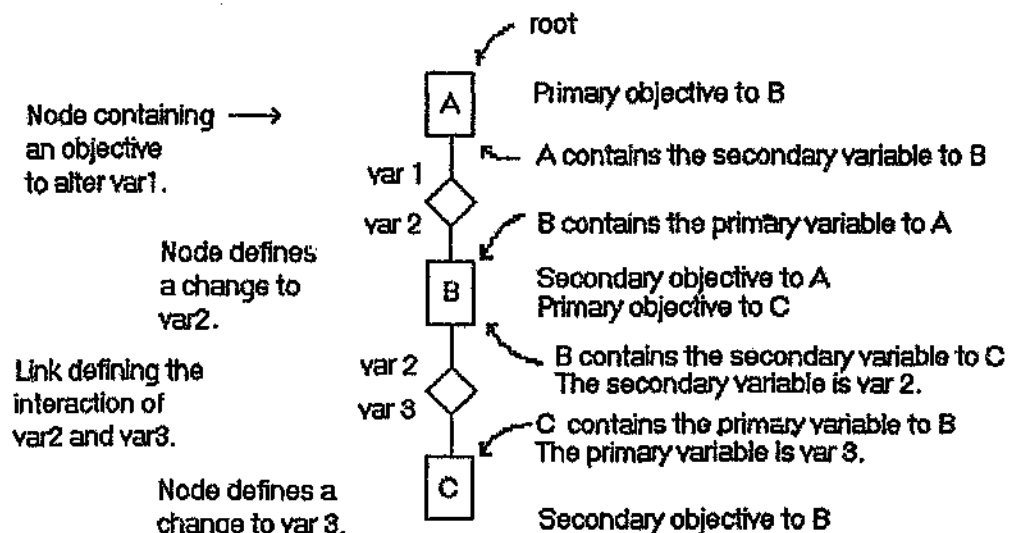 root
A
Primary objective to B
Node containing
an objective
to alter var1.
A contains the secondary variable to B
var 1
var 2
B contains the primary variable to A
Node defines
a change to
var2.
B
Secondary objective to A
Primary objective to C
B contains the secondary variable to C
The secondary variable is var 2.
Link defining the
interaction of
var2 and var3.
var 2
var 3
C contains the primary variable to B
The primary variable is var 3.
C
Node defines a
change to var 3.
Secondary objective to B